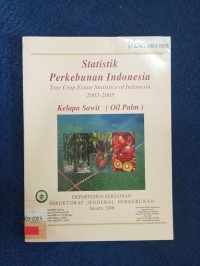 Statistik
Perkebunan Indonesia
Tree Crop Estate Statistics of Indonesia
2003-2005
Kelapa Sawit ( Oil Palm )
DEPARTEMEN PERTANIAN
DIREKTORAT JENDERAL PERKEBUNAN
Jakarta, 2006